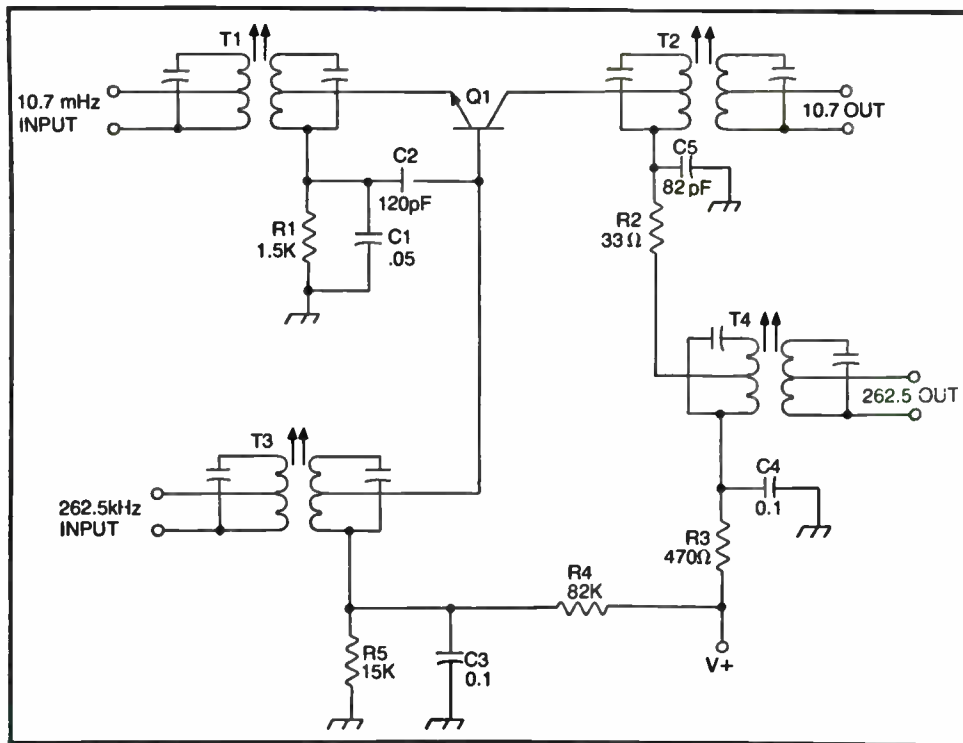 T1
10.7 mHz
INPUT
Q1
T2
10.7 OUT
C2
120pF
R1
1.5K
C1
.05
C5
82 pF
R2
33Ω
T4
262.5 OUT
T3
262.5kHz
INPUT
C4
0.1
R3
470Ω
R4
82K
R5
15K
C3
0.1
V+